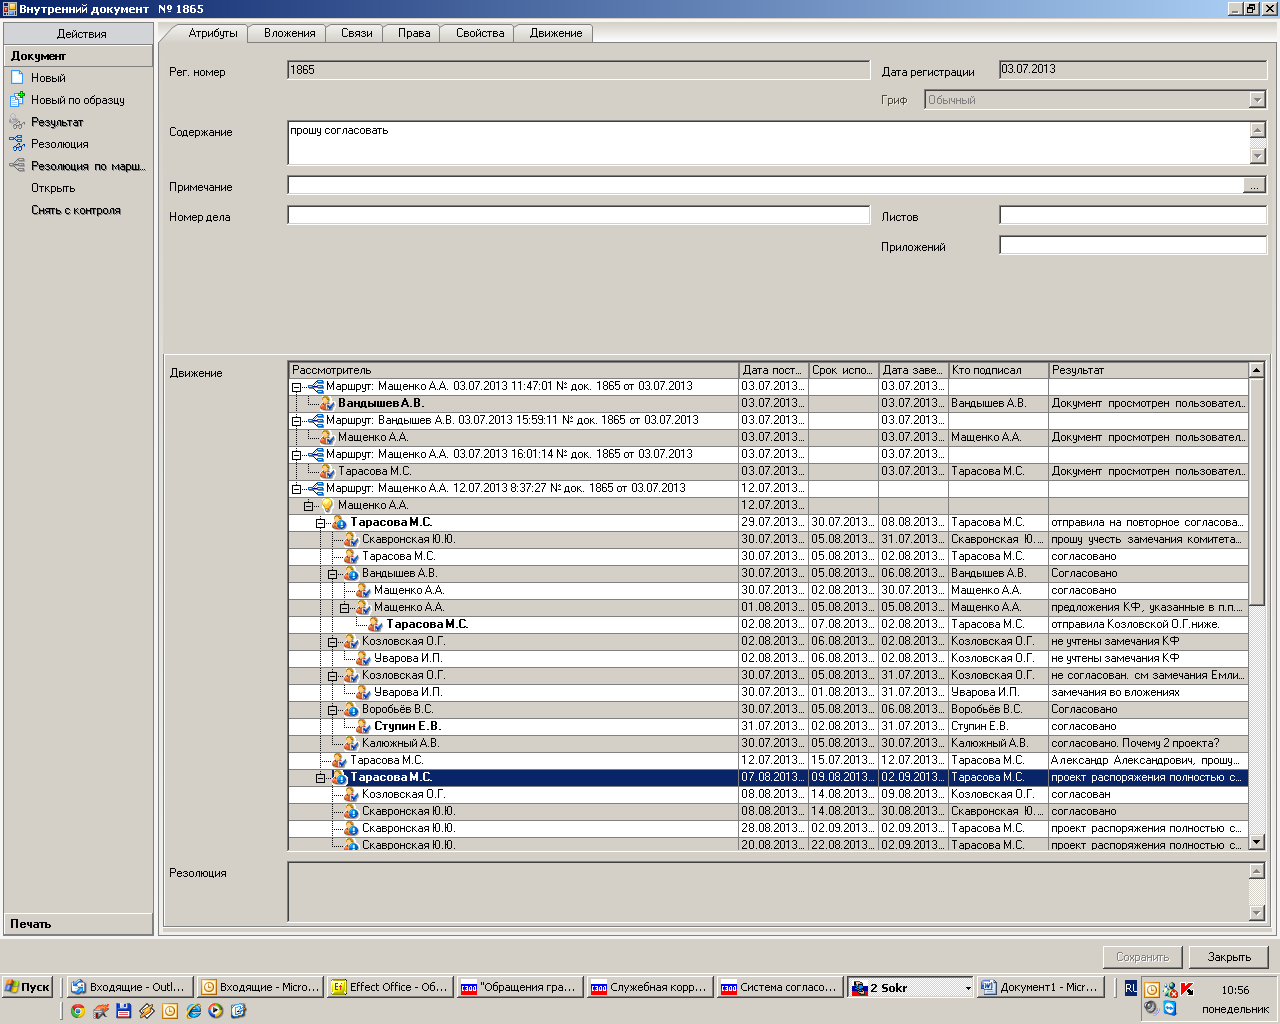 Внутренний документ № 1865
Действия
Документ
Новый
Новый по образцу
Результат
Резолюция
Резолюция по марш...
Открыть
Снять с контроля
Печать
Атрибуты Вложения Связи Права Свойства Движение
Рег. номер 1865 Дата регистрации 03.07.2013
Гриф Обычный
Содержание прошу согласовать
Примечание ...
Номер дела Листов
Приложений
Движение
Рассмотритель Дата пост... Срок испо... Дата заве... Кто подписал Результат
Маршрут: Мащенко А.А. 03.07.2013 11:47:01 № док. 1865 от 03.07.2013 03.07.2013... 03.07.2013...
Вандышев А.В. 03.07.2013... 03.07.2013... Вандышев А.В. Документ просмотрен пользовател...
Маршрут: Вандышев А.В. 03.07.2013 15:59:11 № док. 1865 от 03.07.2013 03.07.2013... 03.07.2013...
Мащенко А.А. 03.07.2013... 03.07.2013... Мащенко А.А. Документ просмотрен пользовател...
Маршрут: Мащенко А.А. 03.07.2013 16:01:14 № док. 1865 от 03.07.2013 03.07.2013... 03.07.2013...
Тарасова М.С. 03.07.2013... 03.07.2013... Тарасова М.С. Документ просмотрен пользовател...
Маршрут: Мащенко А.А. 12.07.2013 8:37:27 № док. 1865 от 03.07.2013 12.07.2013...
Мащенко А.А. 12.07.2013...
Тарасова М.С. 29.07.2013... 30.07.2013... 08.08.2013... Тарасова М.С. отправила на повторное согласова...
Скавронская Ю.Ю. 30.07.2013... 05.08.2013... 31.07.2013... Скавронская Ю.... прошу учесть замечания комитета...
Тарасова М.С. 30.07.2013... 05.08.2013... 02.08.2013... Тарасова М.С. согласовано
Вандышев А.В. 30.07.2013... 05.08.2013... 06.08.2013... Вандышев А.В. Согласовано
Мащенко А.А. 30.07.2013... 02.08.2013... 30.07.2013... Мащенко А.А. согласовано
Мащенко А.А. 01.08.2013... 05.08.2013... 05.08.2013... Мащенко А.А. предложения КФ, указанные в п.п....
Тарасова М.С. 02.08.2013... 07.08.2013... 02.08.2013... Тарасова М.С. отправила Козловской О.Г.ниже.
Козловская О.Г. 02.08.2013... 06.08.2013... 02.08.2013... Козловская О.Г. не учтены замечания КФ
Уварова И.П. 02.08.2013... 06.08.2013... 02.08.2013... Козловская О.Г. не учтены замечания КФ
Козловская О.Г. 30.07.2013... 05.08.2013... 31.07.2013... Козловская О.Г. не согласован. см замечания Емли...
Уварова И.П. 30.07.2013... 01.08.2013... 31.07.2013... Уварова И.П. замечания во вложениях
Воробьёв В.С. 30.07.2013... 05.08.2013... 06.08.2013... Воробьёв В.С. Согласовано
Ступин Е.В. 31.07.2013... 02.08.2013... 31.07.2013... Ступин Е.В. согласовано
Калюжный А.В. 30.07.2013... 05.08.2013... 30.07.2013... Калюжный А.В. согласовано. Почему 2 проекта?
Тарасова М.С. 12.07.2013... 15.07.2013... 12.07.2013... Тарасова М.С. Александр Александрович, прошу...
Тарасова М.С. 07.08.2013... 09.08.2013... 02.09.2013... Тарасова М.С. проект распоряжения полностью с...
Козловская О.Г. 08.08.2013... 14.08.2013... 09.08.2013... Козловская О.Г. согласован
Скавронская Ю.Ю. 08.08.2013... 14.08.2013... 30.08.2013... Скавронская Ю.... согласовано
Скавронская Ю.Ю. 28.08.2013... 02.09.2013... 02.09.2013... Тарасова М.С. проект распоряжения полностью с...
Скавронская Ю.Ю. 20.08.2013... 22.08.2013... 02.09.2013... Тарасова М.С. проект распоряжения полностью с...
Резолюция
Сохранить Закрыть
Пуск Входящие - Outl... Входящие - Micro... Effect Office - Об... "Обращения гра... Служебная корр... Система согласо... 2 Sokr Документ1 - Micr... RU
10:56
понедельник